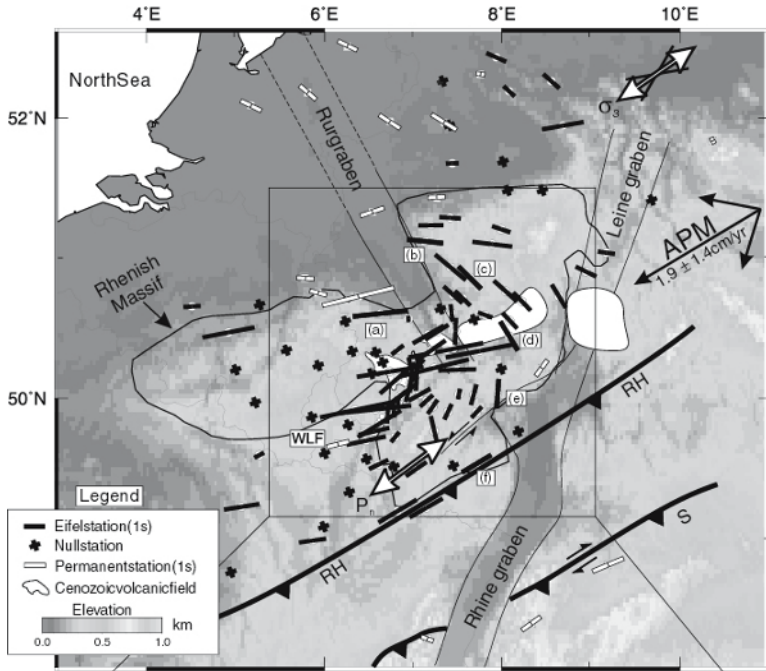 4°E
6°E
8°E
10°E
NorthSea
52°N
σ3
Rurgraben
B
Leine graben
(b)
(c)
APM
1.9 ± 1.4cm/yr
Rhenish
Massif
(a)
(d)
50°N
RH
(e)
WLF
(f)
Pn
Legend
Eifelstation(1s)
Nullstation
Permanentstation(1s)
Cenozoicvolcanicfield
Elevation
km
0.0
0.5
1.0
RH
Rhine graben
S